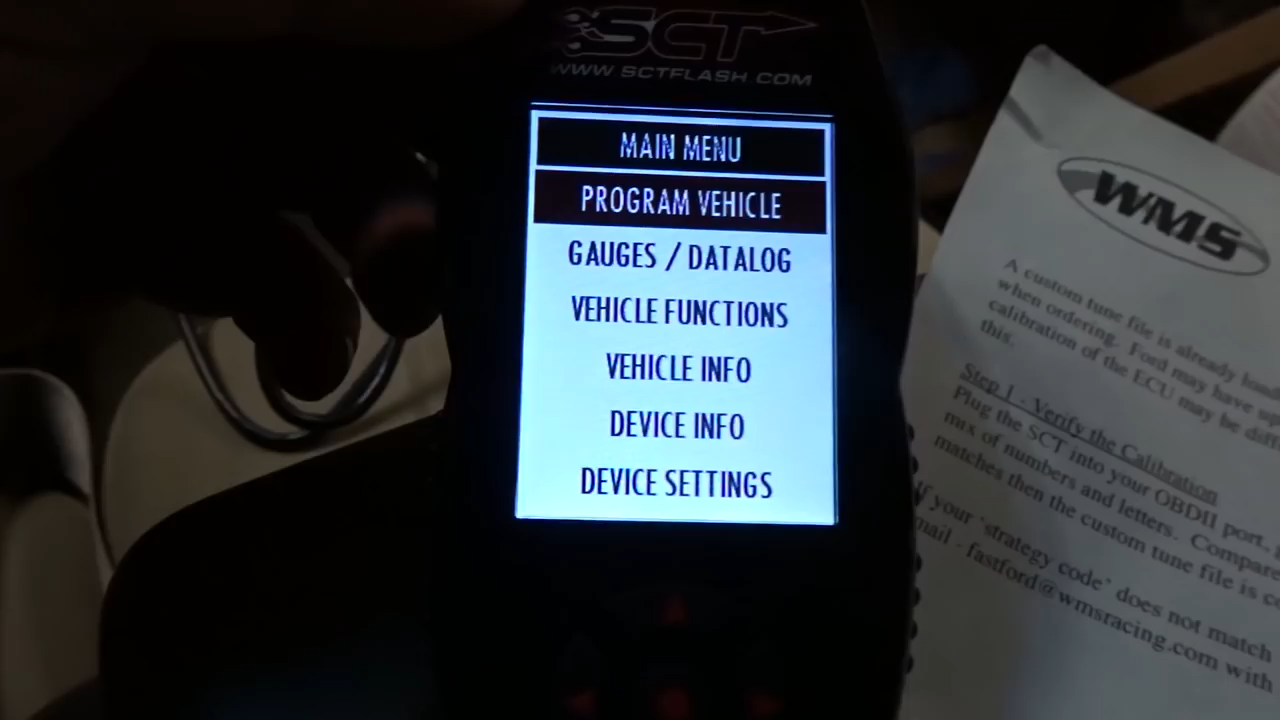 SCT
WWW.SCTFLASH.COM
MAIN MENU
PROGRAM VEHICLE
GAUGES / DATALOG
VEHICLE FUNCTIONS
VEHICLE INFO
DEVICE INFO
DEVICE SETTINGS
WMS
A custom tune file is already
when ordering. Ford may have
calibration of the ECU may be
this.
Step 1 - Verify the Calibration
Plug the SCT into your OBDII port,
mix of numbers and letters. Compare
matches then the custom tune file is
If your 'strategy code' does not match
mail - fastford@wmsracing.com with